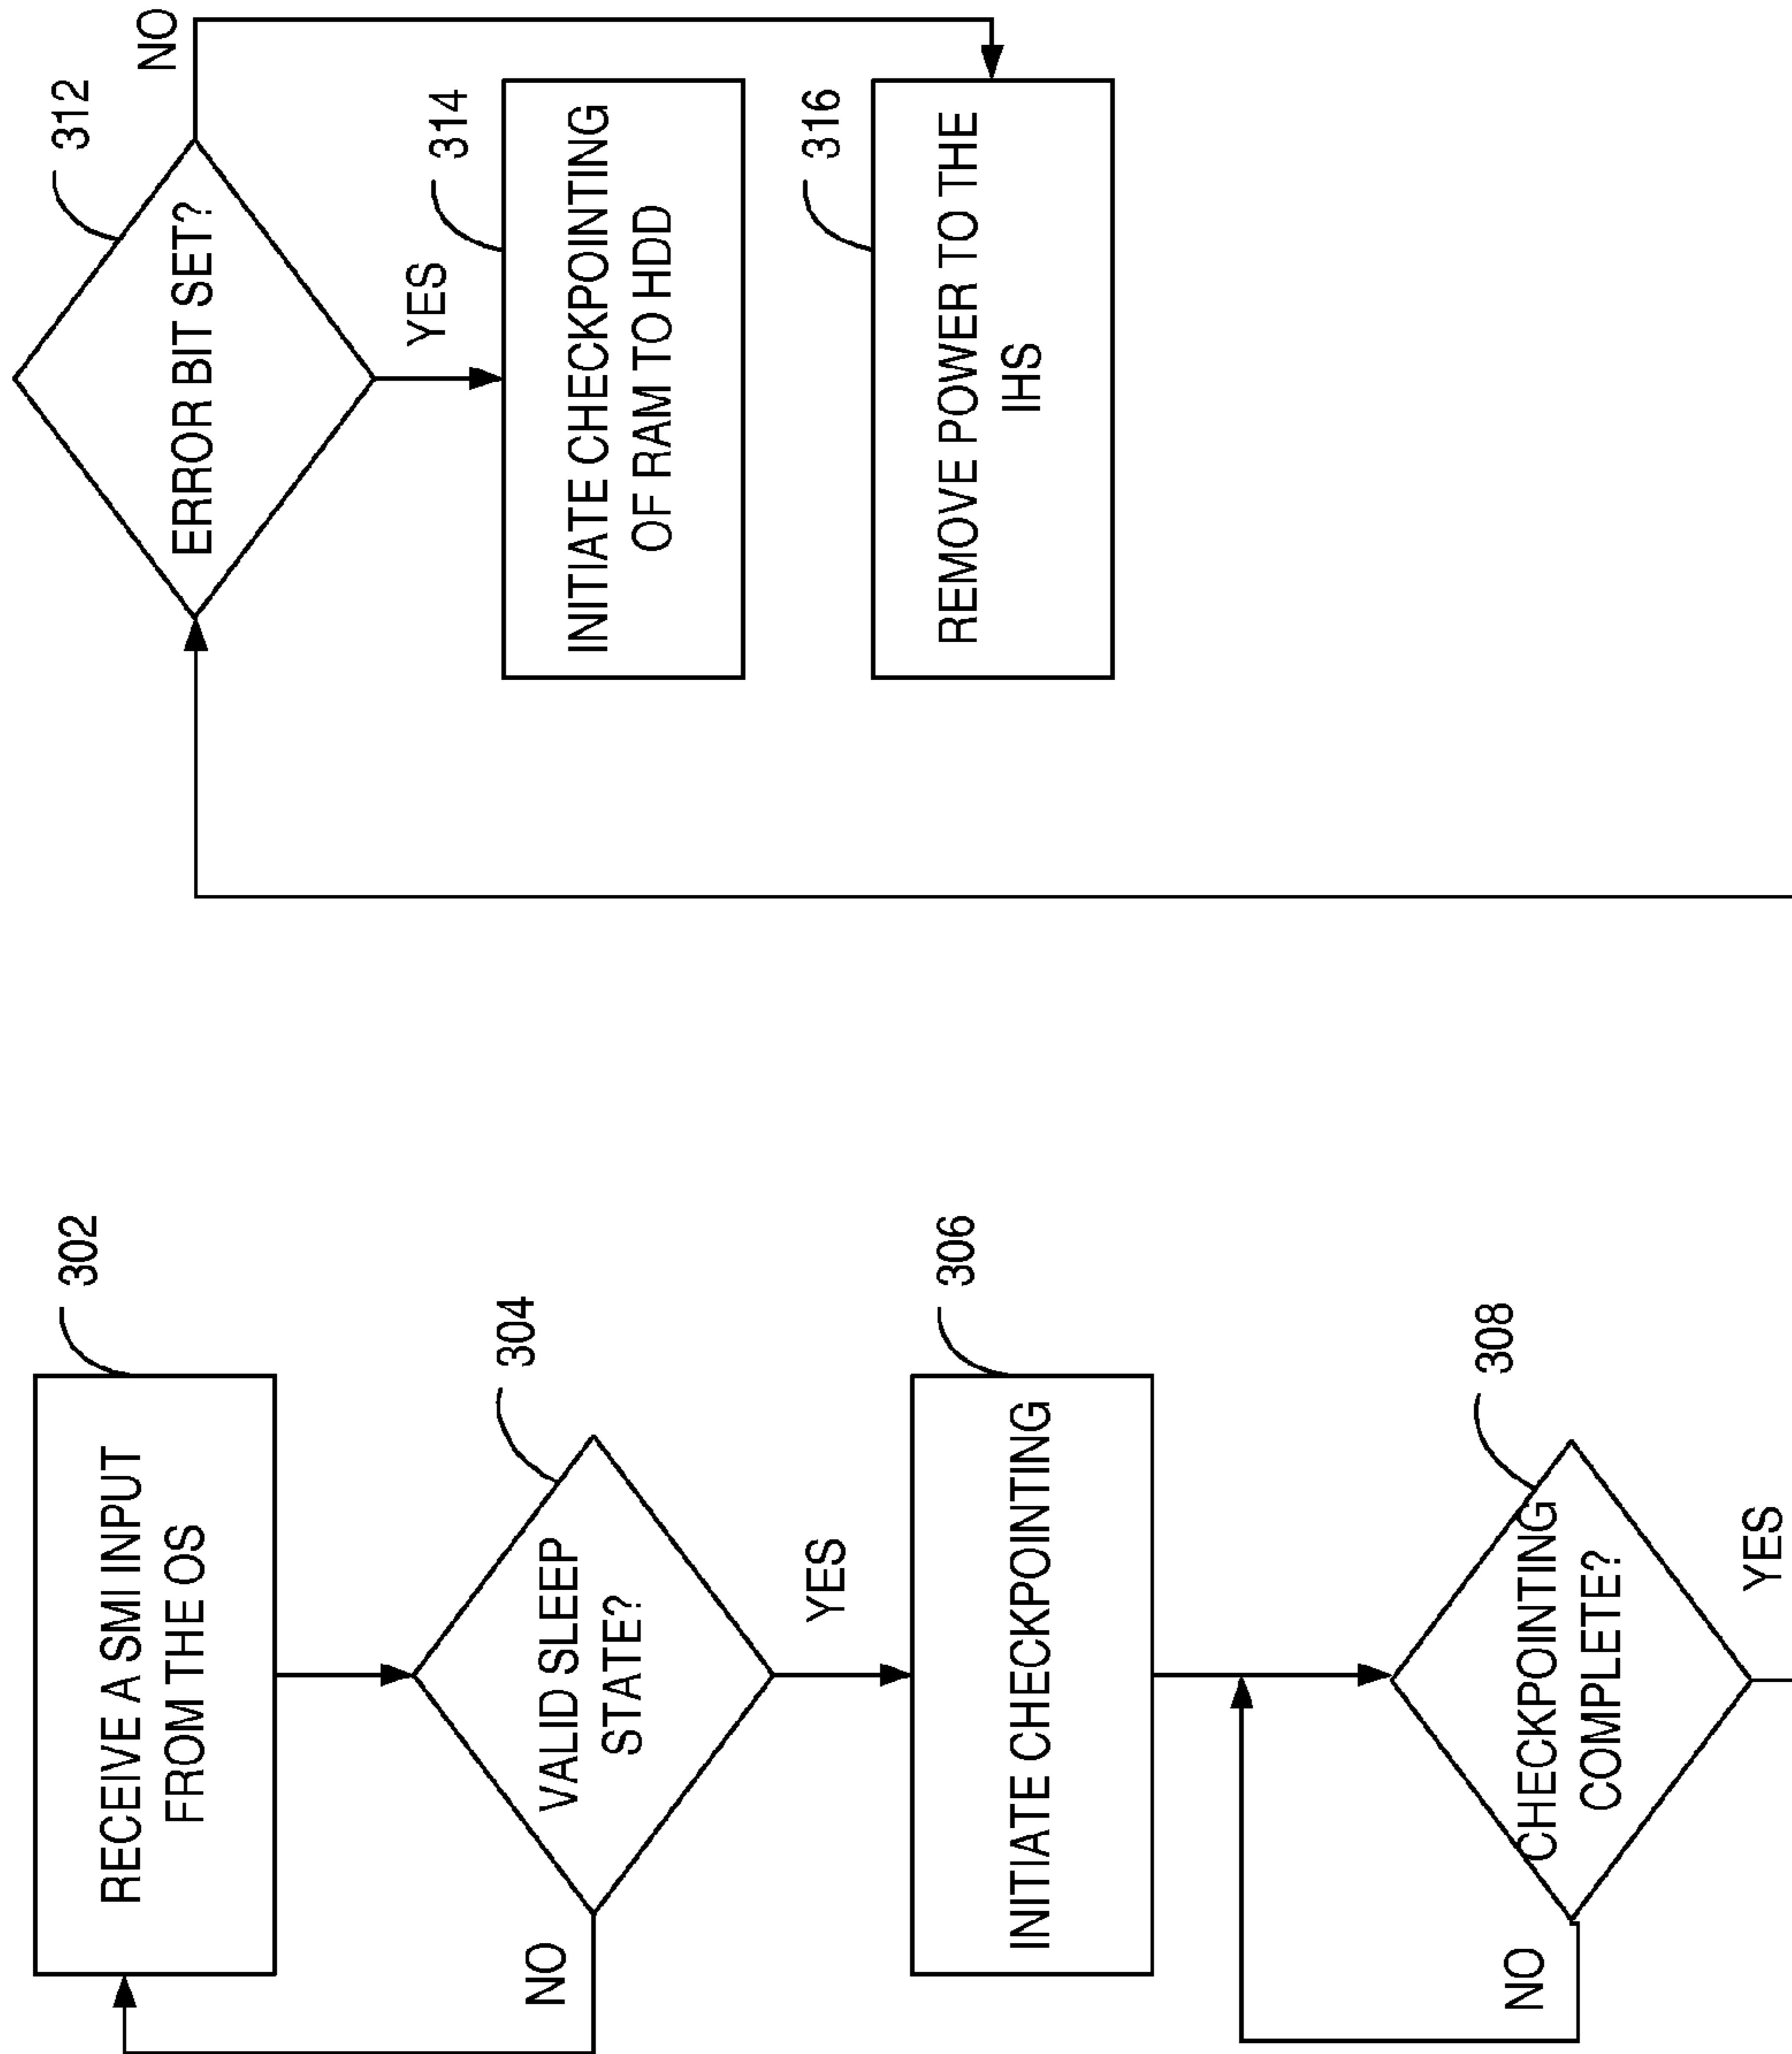 302
RECEIVE A SMI INPUT
FROM THE OS
304
VALID SLEEP
STATE?
NO
YES
306
INITIATE CHECKPOINTING
308
CHECKPOINTING
COMPLETE?
NO
YES
312
ERROR BIT SET?
NO
YES
314
INITIATE CHECKPOINTING
OF RAM TO HDD
316
REMOVE POWER TO THE
IHS